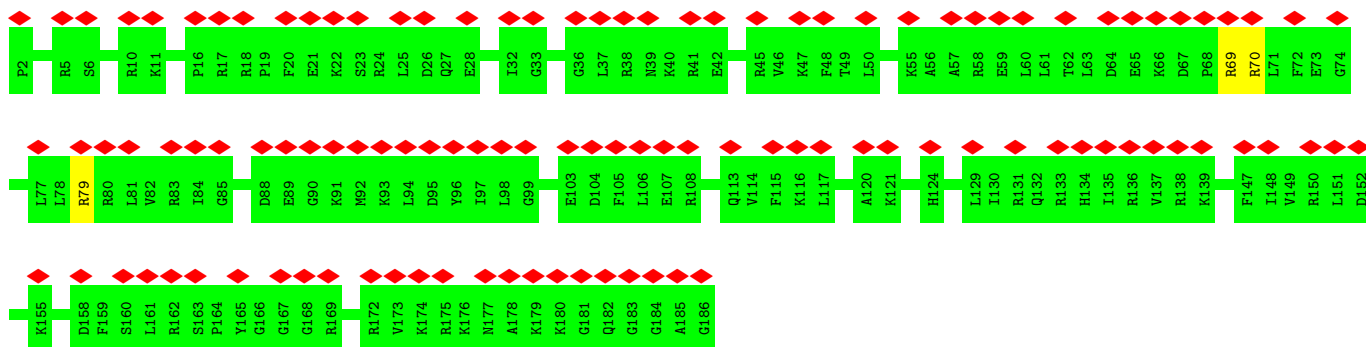 P2 R5 S6 R10 K11 P16 R17 R18 P19 F20 E21 K22 S23 R24 L25 D26 Q27 E28 I32 G33 G36 L37 R38 N39 K40 R41 E42 R45 V46 K47 F48 T49 L50 K55 A56 A57 R58 E59 L60 L61 T62 L63 D64 E65 K66 D67 P68 R69 R70 L71 F72 E73 G74
L77 L78 R79 R80 L81 V82 R83 I84 G85 D88 E89 G90 K91 M92 K93 L94 D95 Y96 I97 L98 G99 E103 D104 F105 L106 E107 R108 Q113 V114 F115 K116 L117 A120 K121 H124 L129 I130 R131 Q132 R133 H134 I135 R136 V137 R138 K139 F147 I148 V149 R150 L151 D152
K155 D158 F159 S160 L161 R162 S163 P164 Y165 G166 G167 G168 R169 R172 V173 K174 R175 K176 N177 A178 K179 K180 G181 Q182 G183 G184 A185 G186